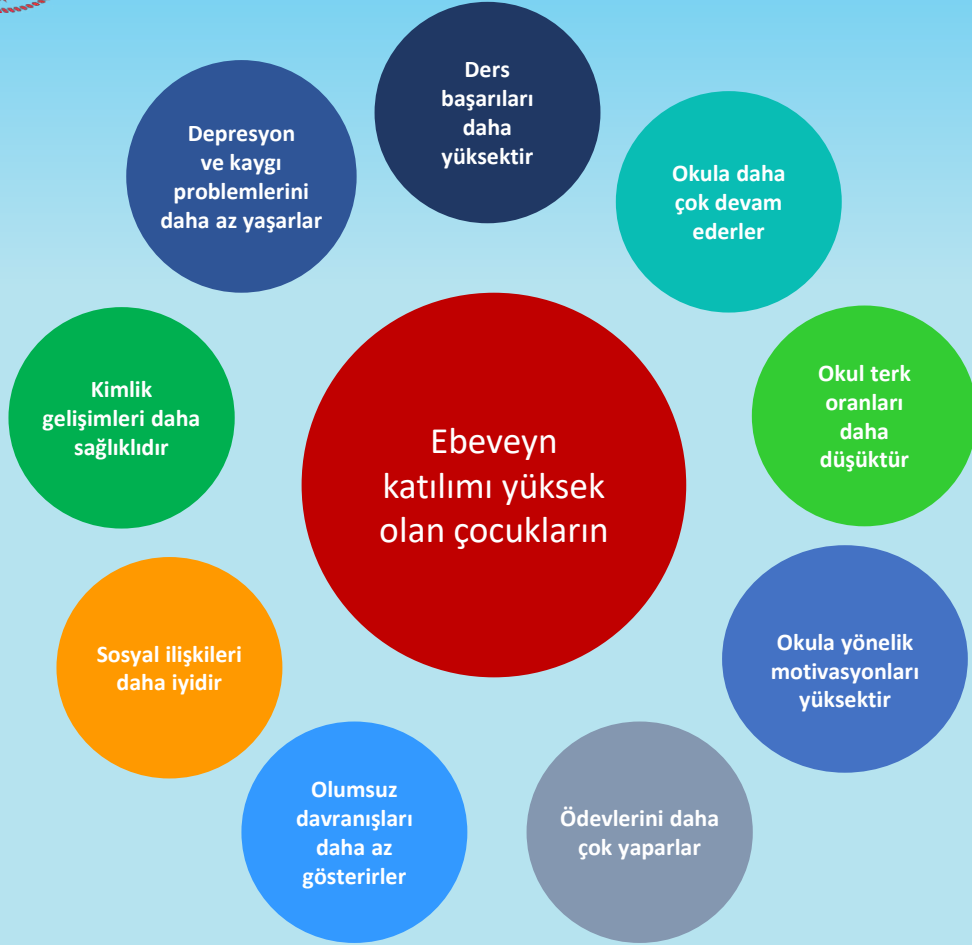 Ders
başarıları
daha
yüksektir
Depresyon
ve kaygı
problemlerini
daha az yaşarlar
Okula daha
çok devam
ederler
Kimlik
gelişimleri daha
sağlıklıdır
Ebeveyn
katılımı yüksek
olan çocukların
Okul terk
oranları
daha
düşüktür
Sosyal ilişkileri
daha iyidir
Okula yönelik
motivasyonları
yüksektir
Olumsuz
davranışları
daha az
gösterirler
Ödevlerini daha
çok yaparlar